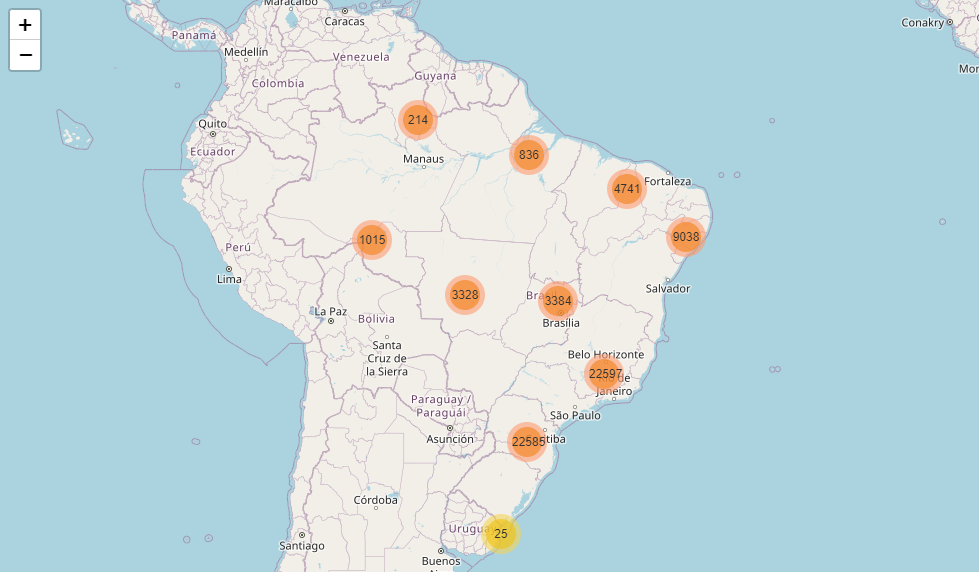 Maracaibo
Caracas
+
Conakry
−
Panamá
Medellín
Venezuela
Mon
Guyana
Colombia
214
Quito
836
Ecuador
Manaus
Fortaleza
4741
1015
9038
Perú
Lima
Salvador
3328
Bra
3384
La Paz
Bolivia
Brasília
Santa
Cruz de
la Sierra
Belo Horizonte
22597
de
Janeiro
Paraguay /
Paraguái
São Paulo
Asunción
22585
tiba
Córdoba
Urugua
25
Santiago
Buenos